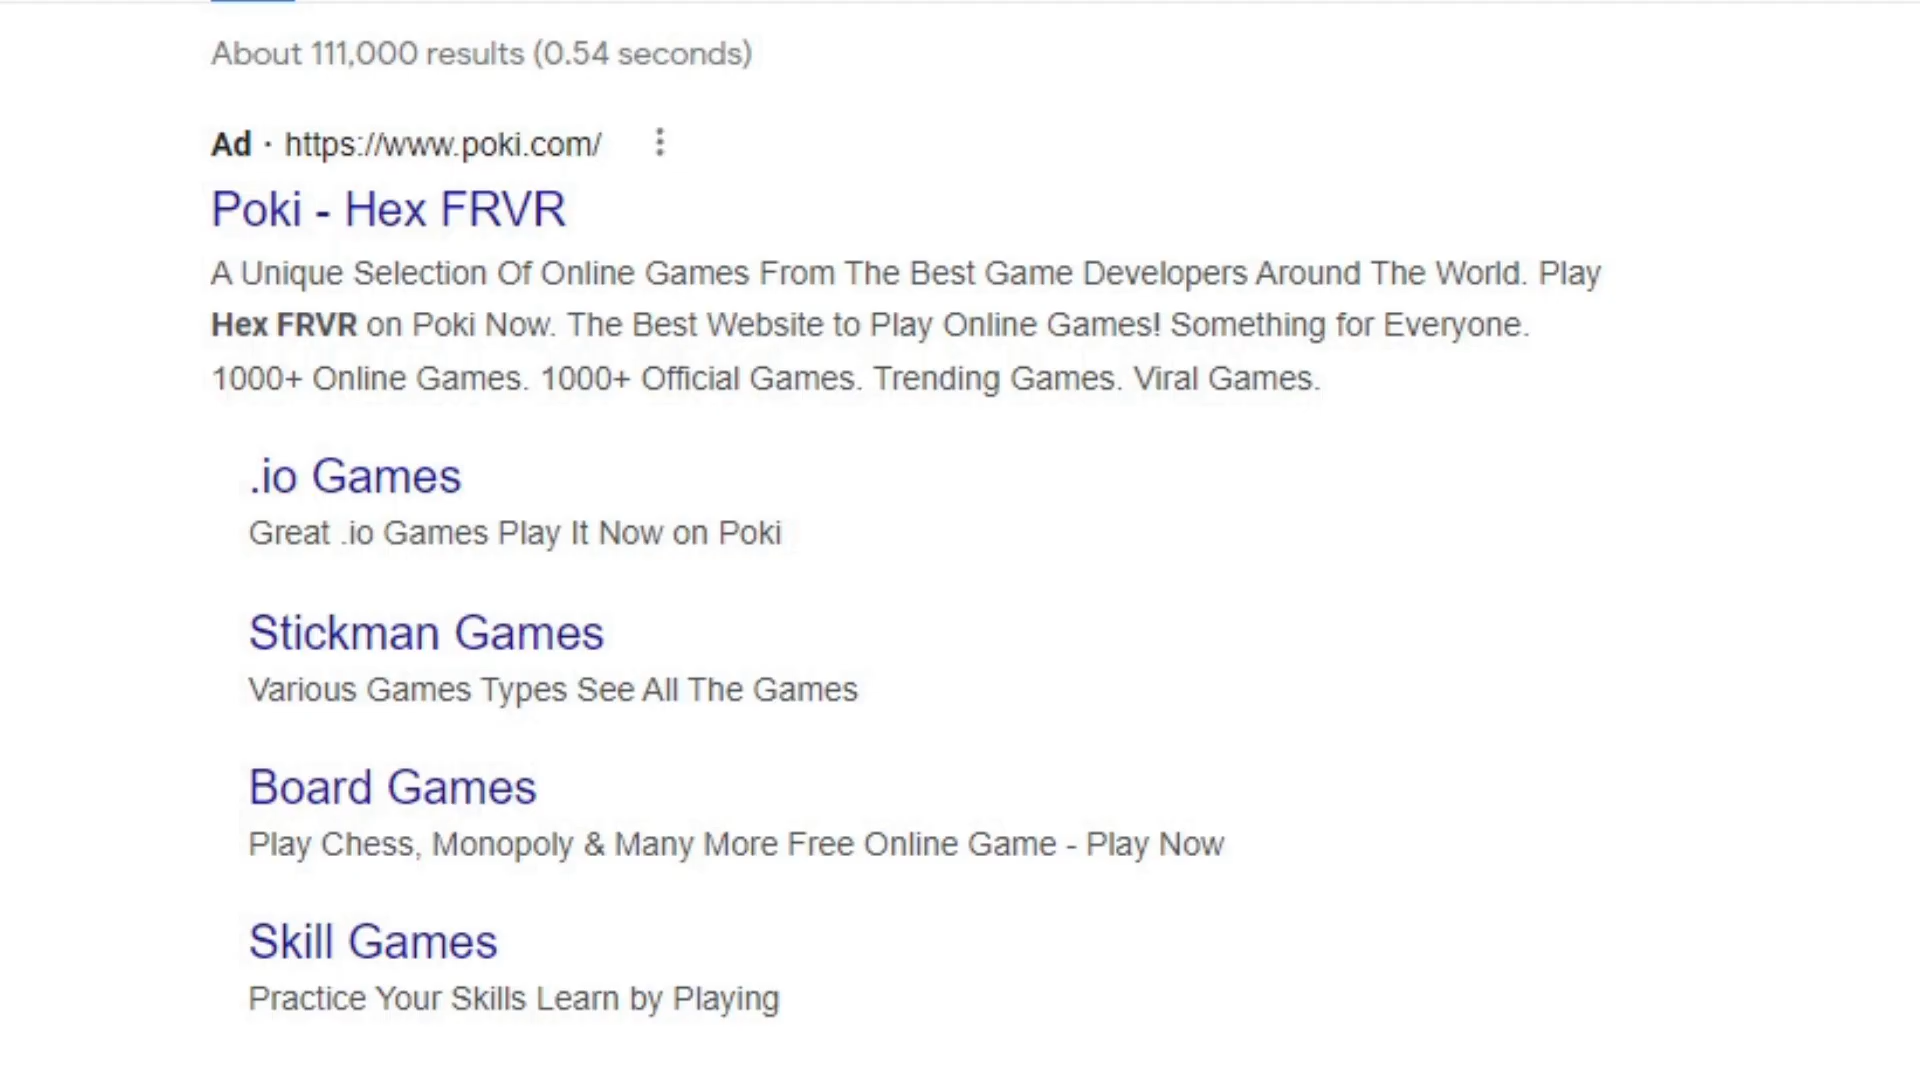 About 111,000 results (0.54 seconds)
Ad · https://www.poki.com/
Poki - Hex FRVR
A Unique Selection Of Online Games From The Best Game Developers Around The World. Play
Hex FRVR on Poki Now. The Best Website to Play Online Games! Something for Everyone.
1000+ Online Games. 1000+ Official Games. Trending Games. Viral Games.
.io Games
Great .io Games Play It Now on Poki
Stickman Games
Various Games Types See All The Games
Board Games
Play Chess, Monopoly & Many More Free Online Game - Play Now
Skill Games
Practice Your Skills Learn by Playing